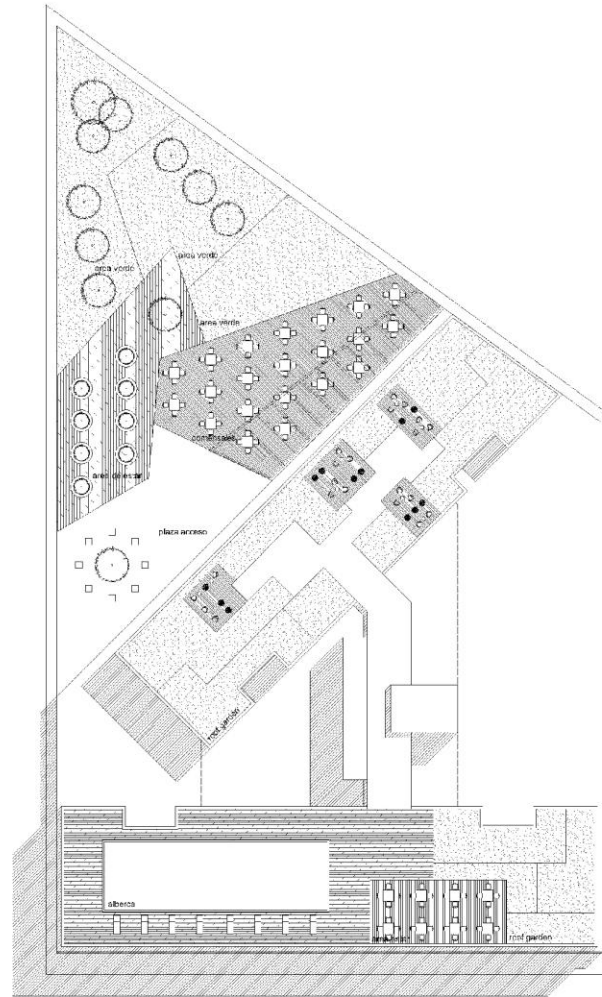 area verde
area verde
area verde
comensales
area de estar
plaza acceso
roof garden
alberca
roof garden